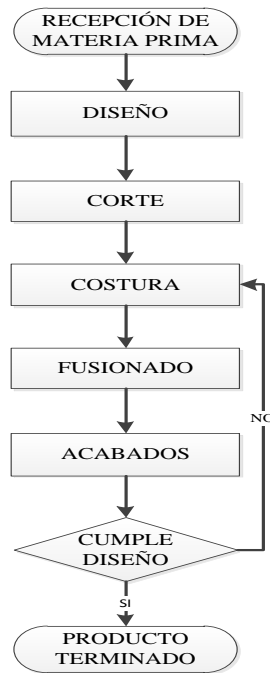 RECEPCIÓN DE
MATERIA PRIMA
DISEÑO
CORTE
COSTURA
FUSIONADO
NO
ACABADOS
CUMPLE
DISEÑO
SI
PRODUCTO
TERMINADO